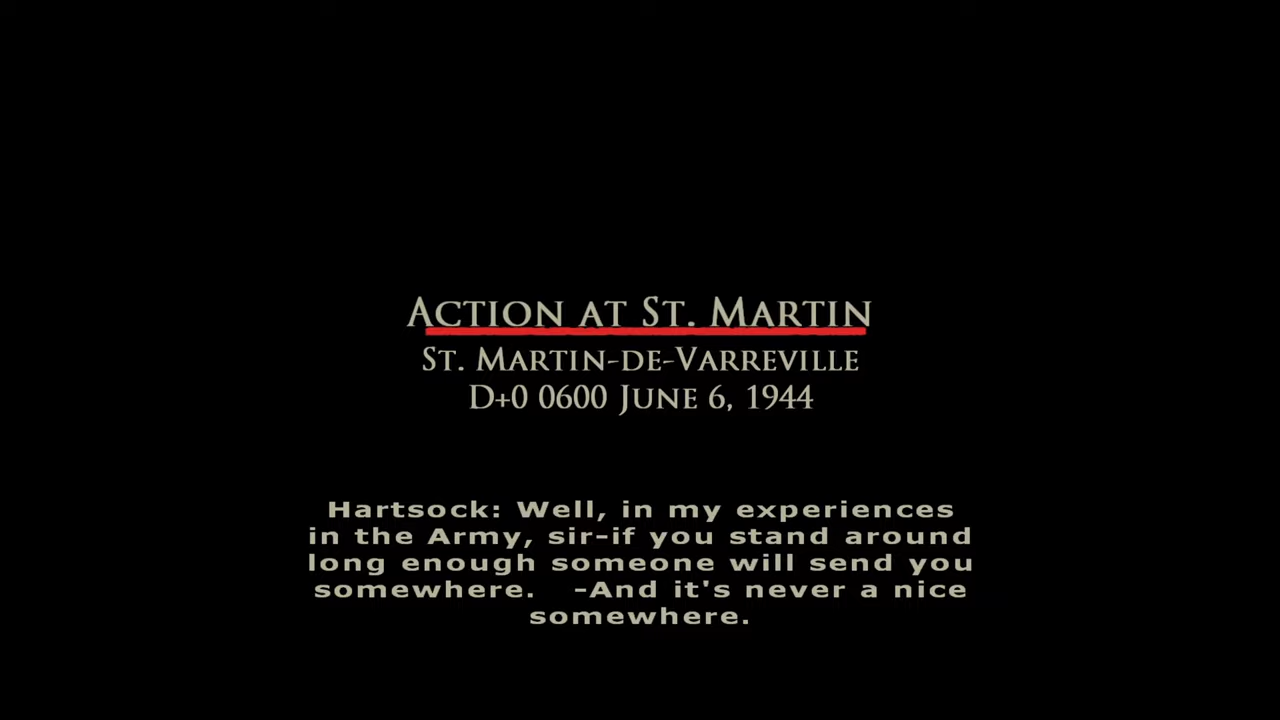 Action at St. Martin
St. Martin-de-Varreville
D+0 0600 June 6, 1944
Hartsock: Well, in my experiences
in the Army, sir-if you stand around
long enough someone will send you
somewhere.   -And it's never a nice
somewhere.